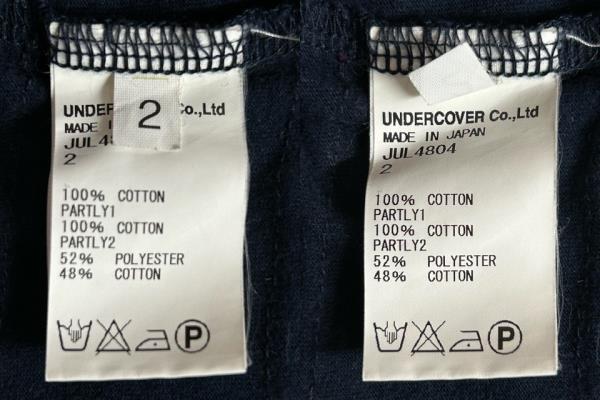 2
UNDER Co.,Ltd
MADE I
JUL4
2
100% COTTON
PARTLY1
100% COTTON
PARTLY2
52% POLYESTER
48% COTTON
P
UNDERCOVER Co.,Ltd
MADE IN JAPAN
JUL4804
2
100% COTTON
PARTLY1
100% COTTON
PARTLY2
52% POLYESTER
48% COTTON
P